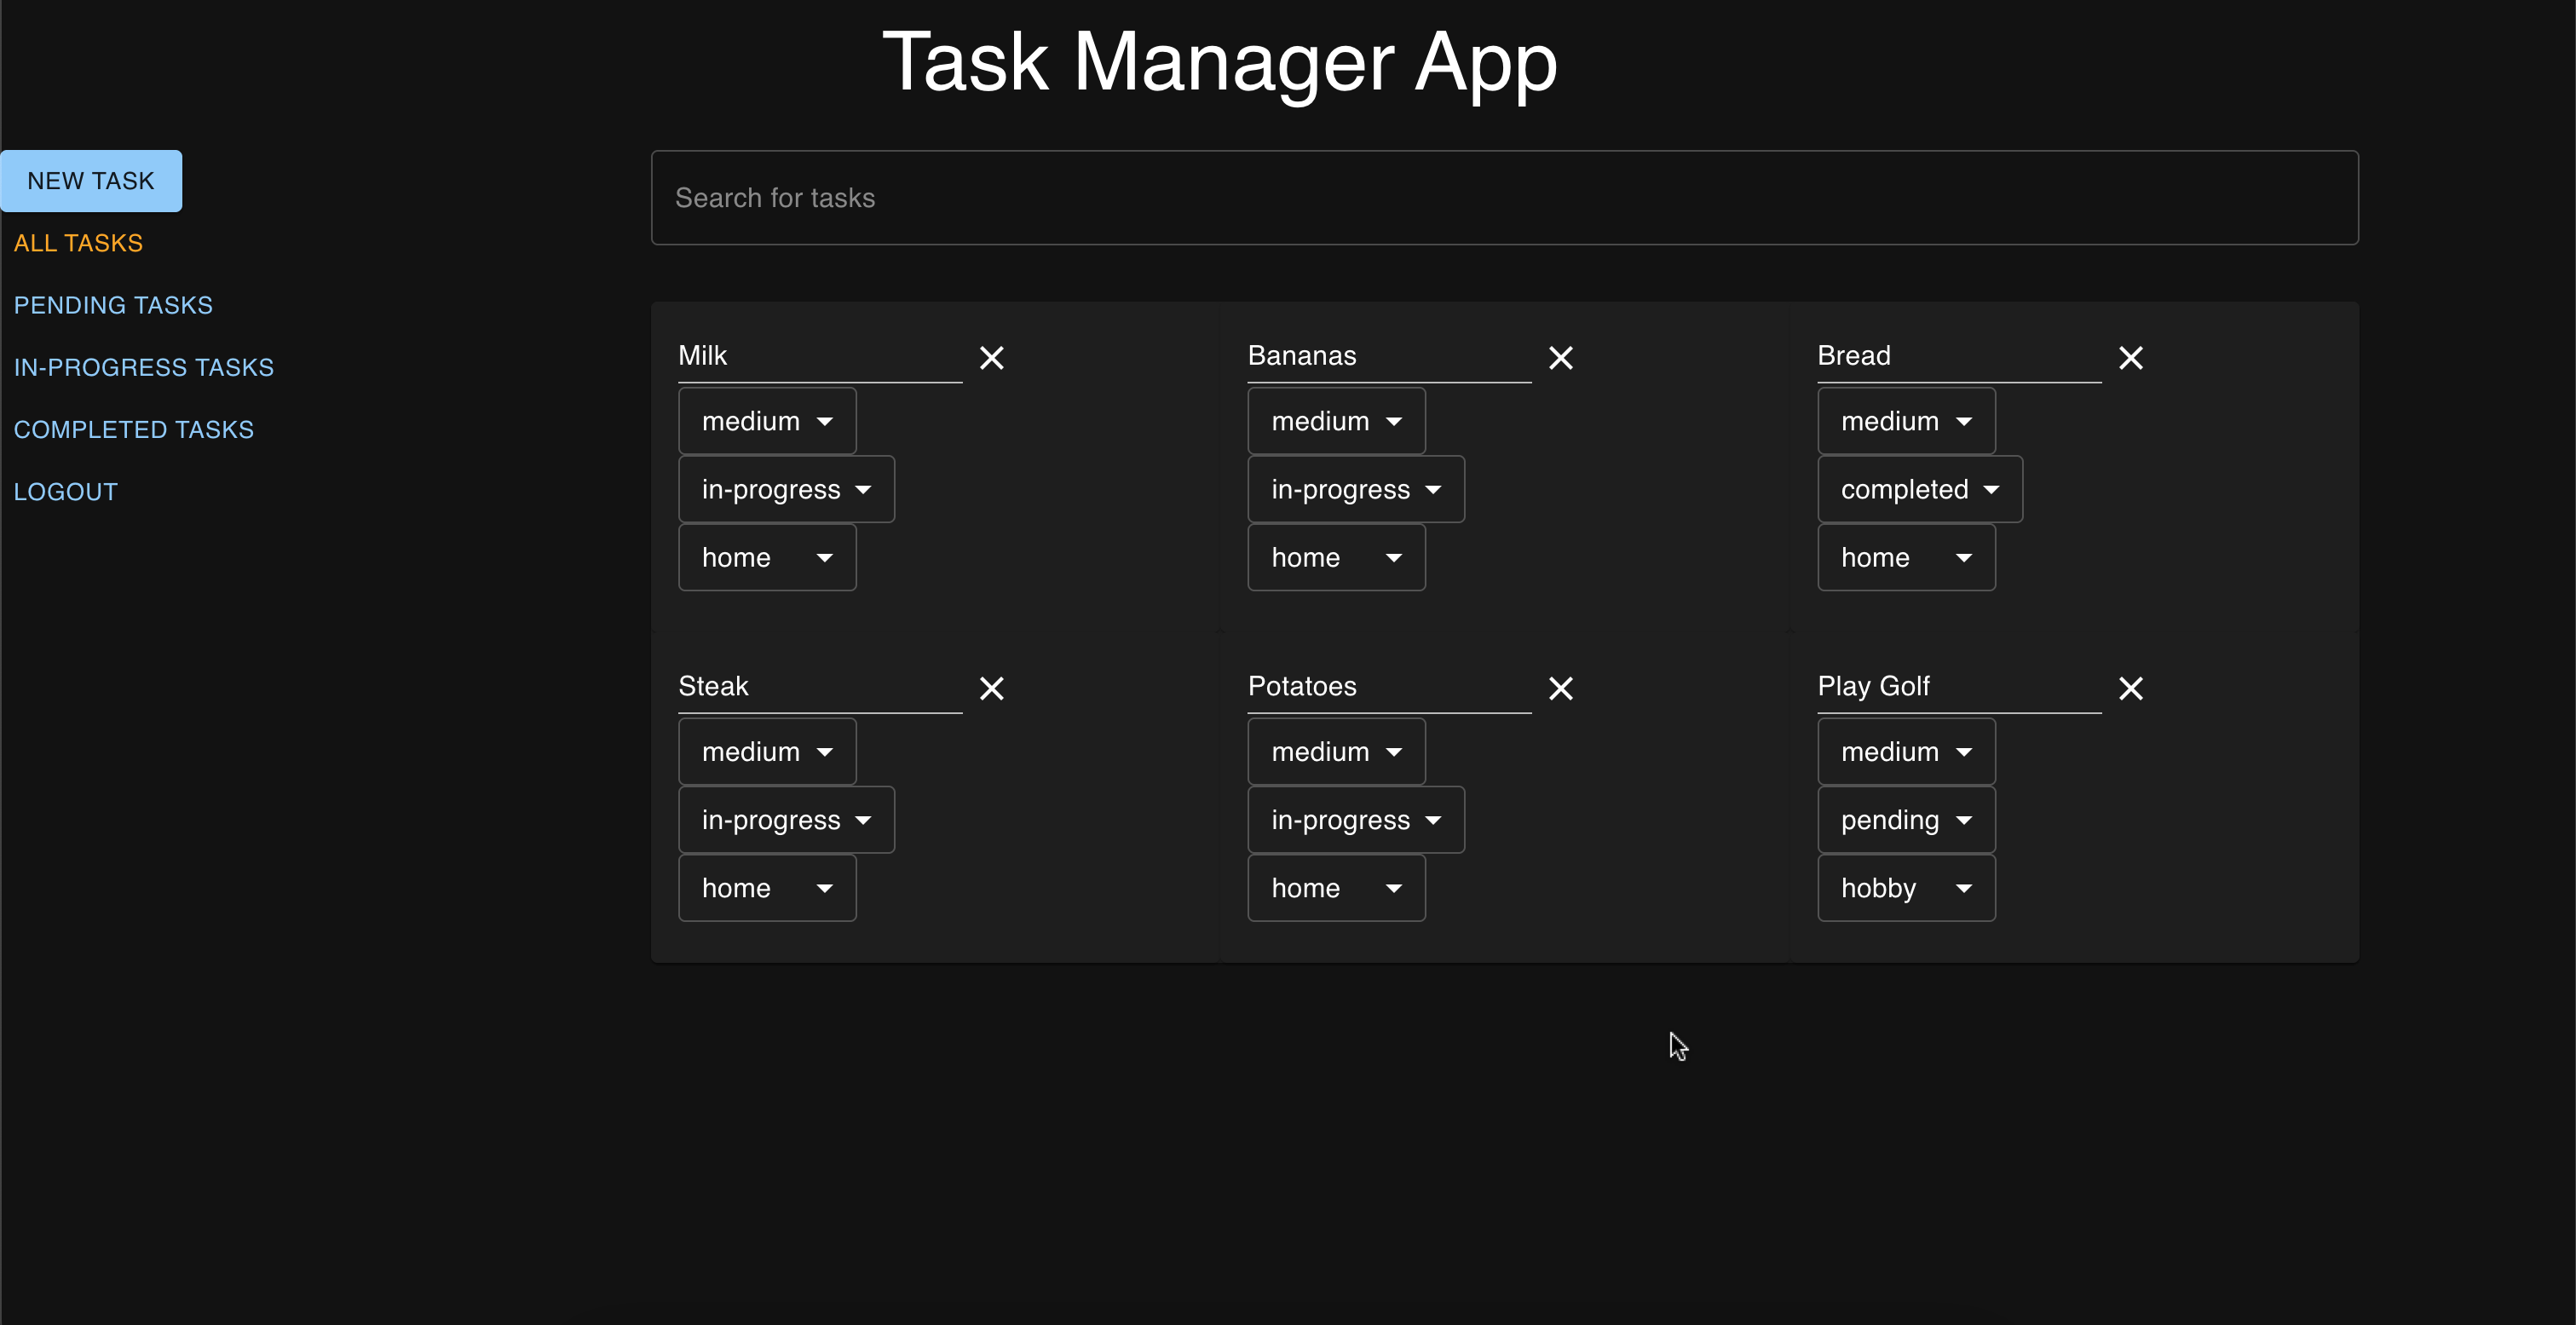 Task Manager App
NEW TASK
ALL TASKS
PENDING TASKS
IN-PROGRESS TASKS
COMPLETED TASKS
LOGOUT
Search for tasks
Milk
medium
in-progress
home
Bananas
medium
in-progress
home
Bread
medium
completed
home
Steak
medium
in-progress
home
Potatoes
medium
in-progress
home
Play Golf
medium
pending
hobby